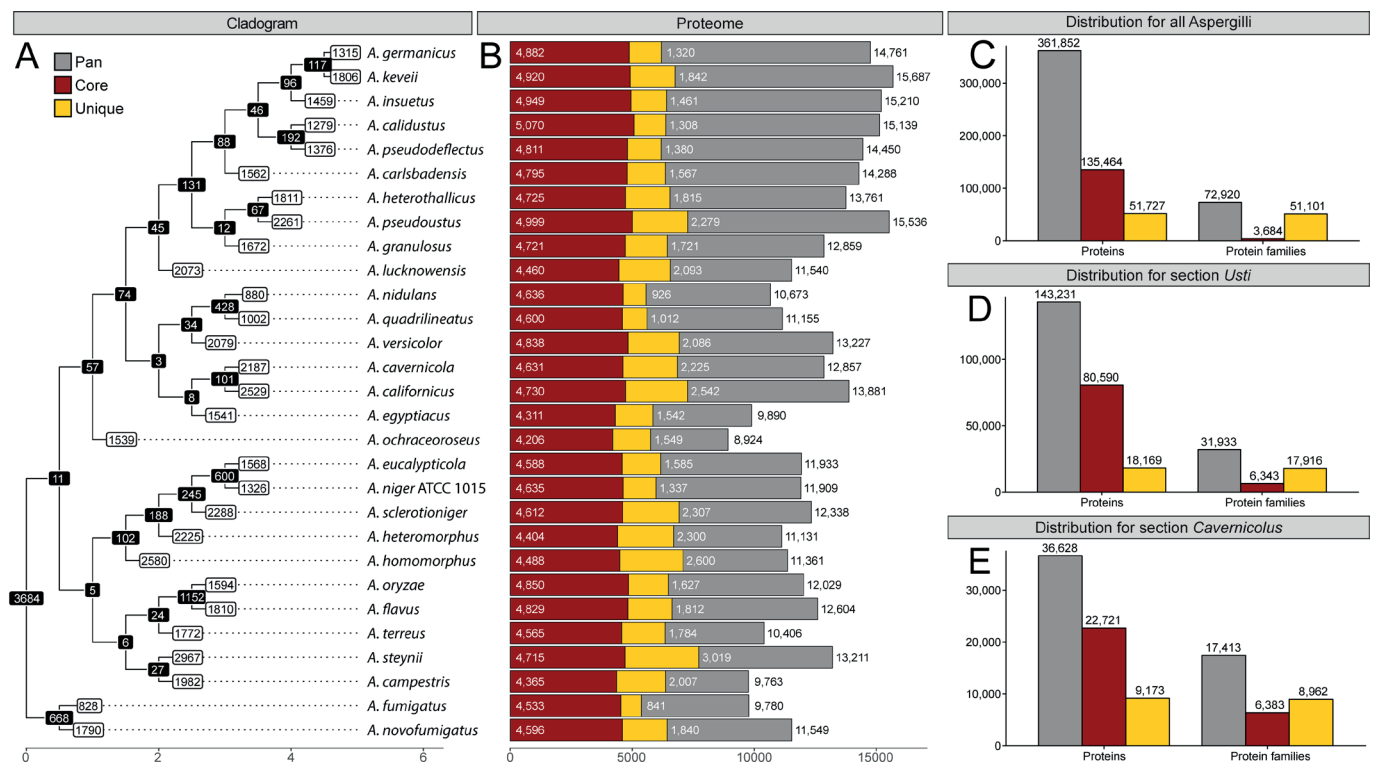 Cladogram
A
Pan
Core
Unique
1315
A. germanicus
117
1806
A. keveii
96
1459
A. insuetus
46
1279
A. calidustus
192
1376
A. pseudodeflectus
88
1562
A. carlsbadensis
131
1811
A. heterothallicus
67
2261
A. pseudoustus
12
1672
A. granulosus
45
2073
A. lucknowensis
74
880
A. nidulans
428
1002
A. quadrilineatus
34
2079
A. versicolor
3
2187
A. cavernicola
101
2529
A. californicus
8
1541
A. egyptiacus
57
1539
A. ochraceoroseus
11
1568
A. eucalypticola
600
1326
A. niger ATCC 1015
245
2288
A. sclerotioniger
188
2225
A. heteromorphus
102
2580
A. homomorphus
5
1594
A. oryzae
1152
1810
A. flavus
24
1772
A. terreus
6
2967
A. steynii
27
1982
A. campestris
3684
828
A. fumigatus
668
1790
A. novofumigatus
0 2 4 6
Proteome
B
4,882 1,320 14,761
4,920 1,842 15,687
4,949 1,461 15,210
5,070 1,308 15,139
4,811 1,380 14,450
4,795 1,567 14,288
4,725 1,815 13,761
4,999 2,279 15,536
4,721 1,721 12,859
4,460 2,093 11,540
4,636 926 10,673
4,600 1,012 11,155
4,838 2,086 13,227
4,631 2,225 12,857
4,730 2,542 13,881
4,311 1,542 9,890
4,206 1,549 8,924
4,588 1,585 11,933
4,635 1,337 11,909
4,612 2,307 12,338
4,404 2,300 11,131
4,488 2,600 11,361
4,850 1,627 12,029
4,829 1,812 12,604
4,565 1,784 10,406
4,715 3,019 13,211
4,365 2,007 9,763
4,533 841 9,780
4,596 1,840 11,549
0 5000 10000 15000
Distribution for all Aspergilli
C
361,852
300,000
200,000
135,464
100,000
72,920
51,727
51,101
3,684
0
Proteins Protein families
Distribution for section Usti
D
143,231
100,000
80,590
50,000
31,933
18,169
17,916
6,343
0
Proteins Protein families
Distribution for section Cavernicolus
E
36,628
30,000
22,721
20,000
17,413
10,000
9,173
8,962
6,383
0
Proteins Protein families